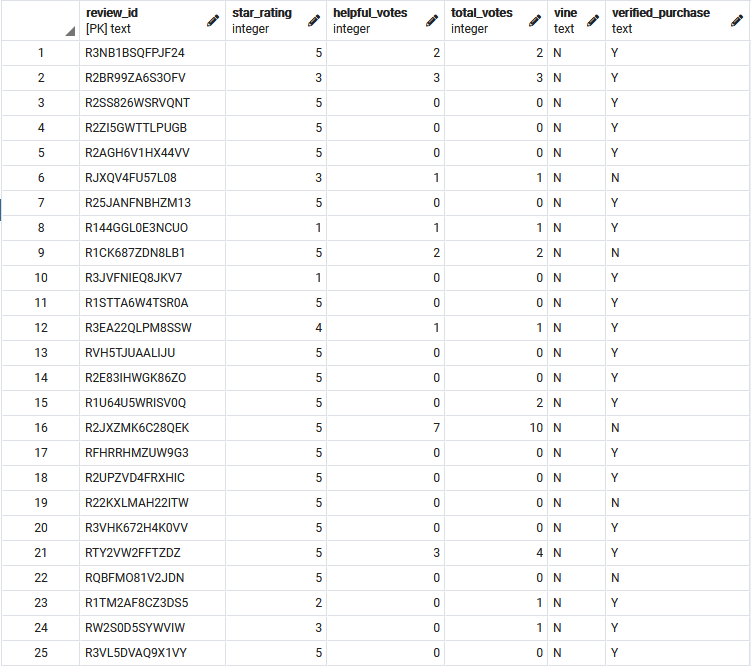 review_id star_rating helpful_votes total_votes vine verified_purchase
[PK] text integer integer integer text text
1 R3NB1BSQFPJF24 5 2 2 N Y
2 R2BR99ZA6S3OFV 3 3 3 N Y
3 R2SS826WSRVQNT 5 0 0 N Y
4 R2ZI5GWTTLPUGB 5 0 0 N Y
5 R2AGH6V1HX44VV 5 0 0 N Y
6 RJXQV4FU57L08 3 1 1 N N
7 R25JANFNBHZM13 5 0 0 N Y
8 R144GGL0E3NCUO 1 1 1 N Y
9 R1CK687ZDN8LB1 5 2 2 N N
10 R3JVFNIEQ8JKV7 1 0 0 N Y
11 R1STTA6W4TSR0A 5 0 0 N Y
12 R3EA22QLPM8SSW 4 1 1 N Y
13 RVH5TJUAALIJU 5 0 0 N Y
14 R2E83IHWGK86ZO 5 0 0 N Y
15 R1U64U5WRISV0Q 5 0 2 N Y
16 R2JXZMK6C28QEK 5 7 10 N N
17 RFHRRHMZUW9G3 5 0 0 N Y
18 R2UPZVD4FRXHIC 5 0 0 N Y
19 R22KXLMAH22ITW 5 0 0 N N
20 R3VHK672H4K0VV 5 0 0 N Y
21 RTY2VW2FFTZDZ 5 3 4 N Y
22 RQBFMO81V2JDN 5 0 0 N N
23 R1TM2AF8CZ3DS5 2 0 1 N Y
24 RW2S0D5SYWVIW 3 0 1 N Y
25 R3VL5DVAQ9X1VY 5 0 0 N Y